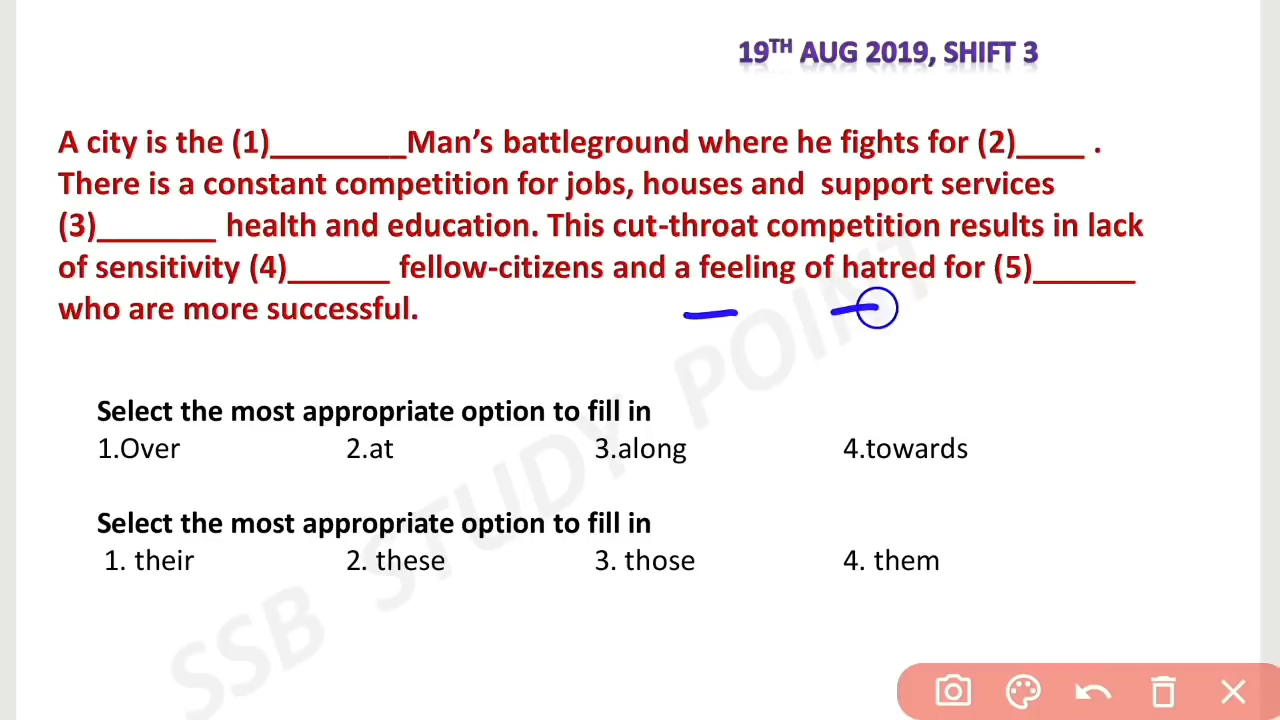 19TH AUG 2019, SHIFT 3
A city is the (1)________Man’s battleground where he fights for (2)____ .
There is a constant competition for jobs, houses and support services
(3)_______ health and education. This cut-throat competition results in lack
of sensitivity (4)______ fellow-citizens and a feeling of hatred for (5)______
who are more successful.
Select the most appropriate option to fill in
1.Over 2.at 3.along 4.towards
Select the most appropriate option to fill in
1. their 2. these 3. those 4. them
SSB STUDY POINT